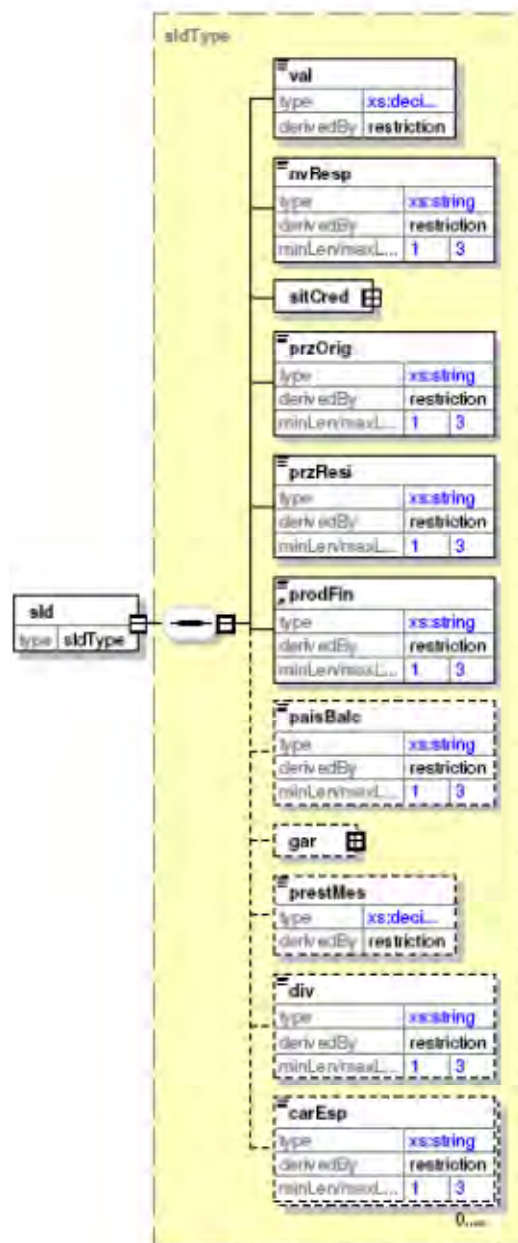 sldType
val
type xs:deci...
derivedBy restriction
nvResp
type xs:string
derivedBy restriction
minLen/maxL... 1 3
sitCred
przOrig
type xs:string
derivedBy restriction
minLen/maxL... 1 3
przResi
type xs:string
derivedBy restriction
minLen/maxL... 1 3
sld
type sldType
prodFin
type xs:string
derivedBy restriction
minLen/maxL... 1 3
paisBalc
type xs:string
derivedBy restriction
minLen/maxL... 1 3
gar
prestMes
type xs:deci...
derivedBy restriction
div
type xs:string
derivedBy restriction
minLen/maxL... 1 3
carEsp
type xs:string
derivedBy restriction
minLen/maxL... 1 3